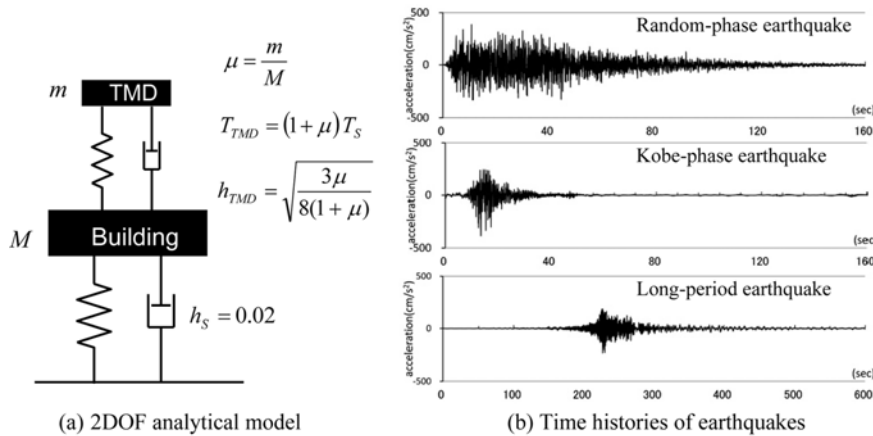 m
TMD
μ = m/M
T_TMD = (1+μ)T_S
h_TMD = √(3μ/(8(1+μ)))
M
Building
h_S = 0.02
(a) 2DOF analytical model
Random-phase earthquake
acceleration(cm/s²)
500
0
-500
(sec)
0 40 80 120 160
Kobe-phase earthquake
acceleration(cm/s²)
500
0
-500
(sec)
0 40 80 120 160
Long-period earthquake
acceleration(cm/s²)
500
0
-500
(sec)
0 100 200 300 400 500 600
(b) Time histories of earthquakes